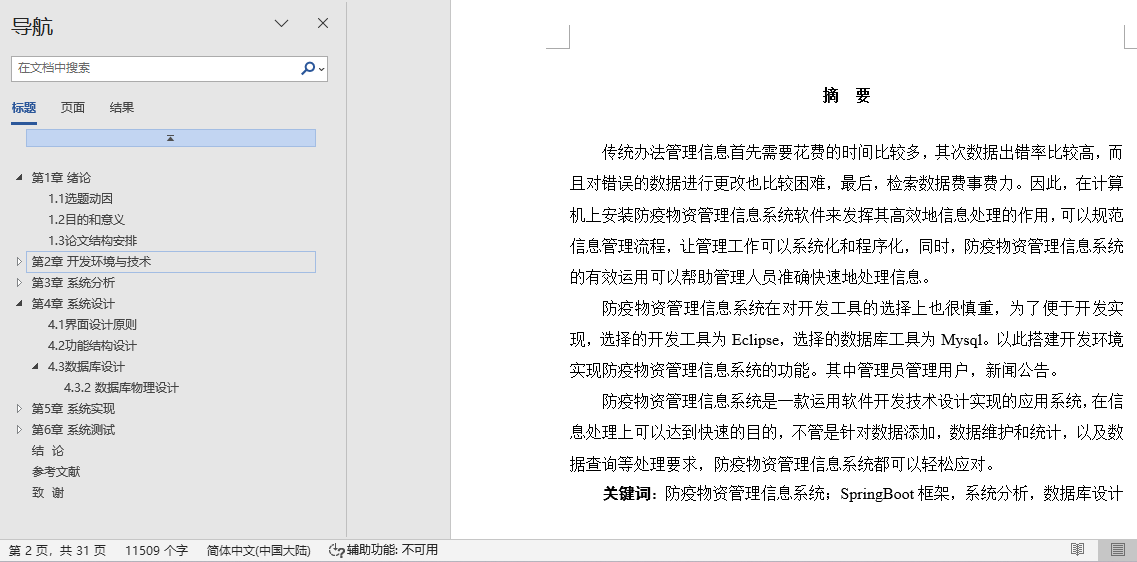 导航
在文档中搜索
标题 页面 结果
第1章 绪论
1.1选题动因
1.2目的和意义
1.3论文结构安排
第2章 开发环境与技术
第3章 系统分析
第4章 系统设计
4.1界面设计原则
4.2功能结构设计
4.3数据库设计
4.3.2 数据库物理设计
第5章 系统实现
第6章 系统测试
结 论
参考文献
致 谢
摘 要
传统办法管理信息首先需要花费的时间比较多，其次数据出错率比较高，而
且对错误的数据进行更改也比较困难，最后，检索数据费事费力。因此，在计算
机上安装防疫物资管理信息系统软件来发挥其高效地信息处理的作用，可以规范
信息管理流程，让管理工作可以系统化和程序化，同时，防疫物资管理信息系统
的有效运用可以帮助管理人员准确快速地处理信息。
防疫物资管理信息系统在对开发工具的选择上也很慎重，为了便于开发实
现，选择的开发工具为 Eclipse，选择的数据库工具为 Mysql。以此搭建开发环境
实现防疫物资管理信息系统的功能。其中管理员管理用户，新闻公告。
防疫物资管理信息系统是一款运用软件开发技术设计实现的应用系统，在信
息处理上可以达到快速的目的，不管是针对数据添加，数据维护和统计，以及数
据查询等处理要求，防疫物资管理信息系统都可以轻松应对。
关键词：防疫物资管理信息系统；SpringBoot 框架，系统分析，数据库设计
第 2 页，共 31 页 11509 个字 简体中文(中国大陆) 辅助功能: 不可用